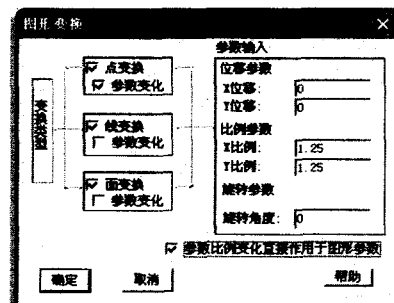 图形变换
变换类型
点变换
参数变化
线变换
参数变化
面变换
参数变化
参数输入
位移参数
X位移: 0
Y位移: 0
比例参数
X比例: 1.25
Y比例: 1.25
旋转参数
旋转角度: 0
参数比例变化直接作用于图形参数
确定
取消
帮助